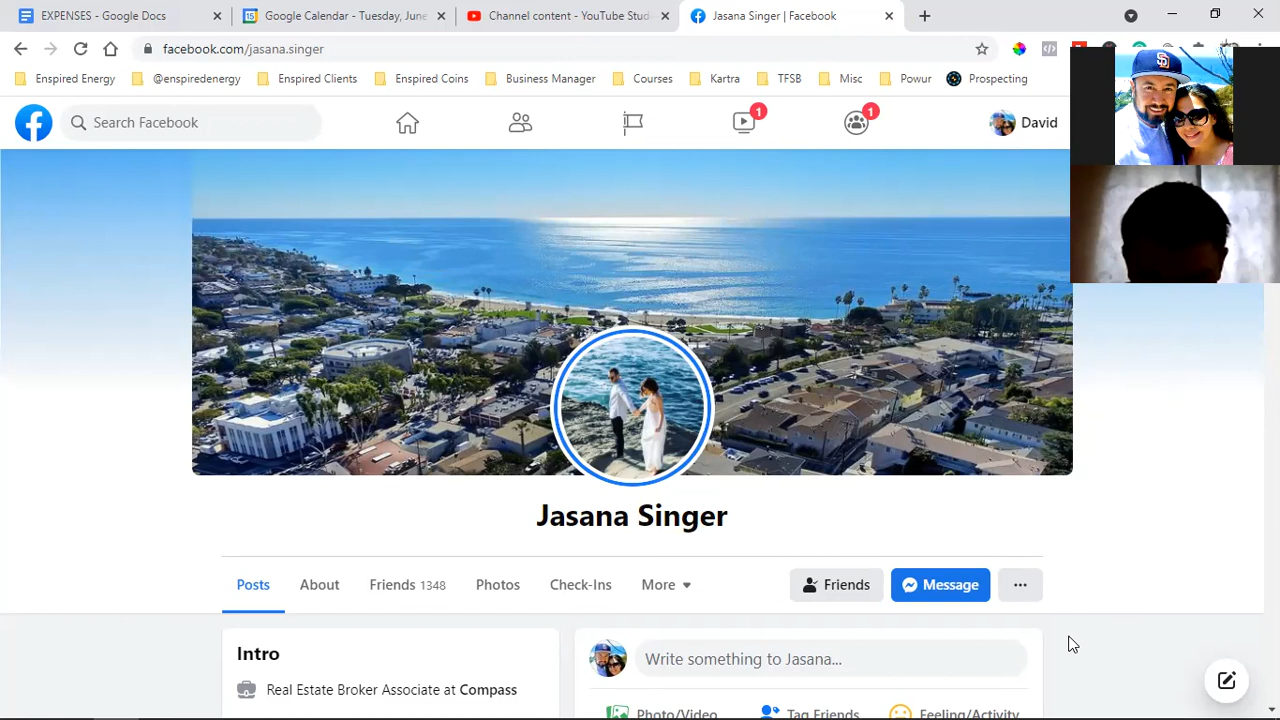 EXPENSES - Google Docs
Google Calendar - Tuesday, June
Channel content - YouTube Stud
Jasana Singer | Facebook
facebook.com/jasana.singer
Enspired Energy
@enspiredenergy
Enspired Clients
Enspired Coins
Business Manager
Courses
Kartra
TFSB
Misc
Powur
Prospecting
Search Facebook
1
1
David
Jasana Singer
Posts
About
Friends 1348
Photos
Check-Ins
More
Friends
Message
Intro
Real Estate Broker Associate at Compass
Write something to Jasana...
Photo/Video
Tag Friends
Feeling/Activity